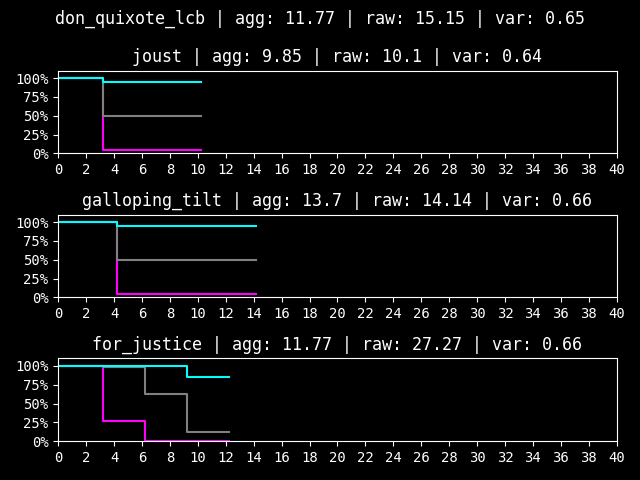 don_quixote_lcb | agg: 11.77 | raw: 15.15 | var: 0.65
joust | agg: 9.85 | raw: 10.1 | var: 0.64
100%
75%
50%
25%
0%
0 2 4 6 8 10 12 14 16 18 20 22 24 26 28 30 32 34 36 38 40
galloping_tilt | agg: 13.7 | raw: 14.14 | var: 0.66
100%
75%
50%
25%
0%
0 2 4 6 8 10 12 14 16 18 20 22 24 26 28 30 32 34 36 38 40
for_justice | agg: 11.77 | raw: 27.27 | var: 0.66
100%
75%
50%
25%
0%
0 2 4 6 8 10 12 14 16 18 20 22 24 26 28 30 32 34 36 38 40